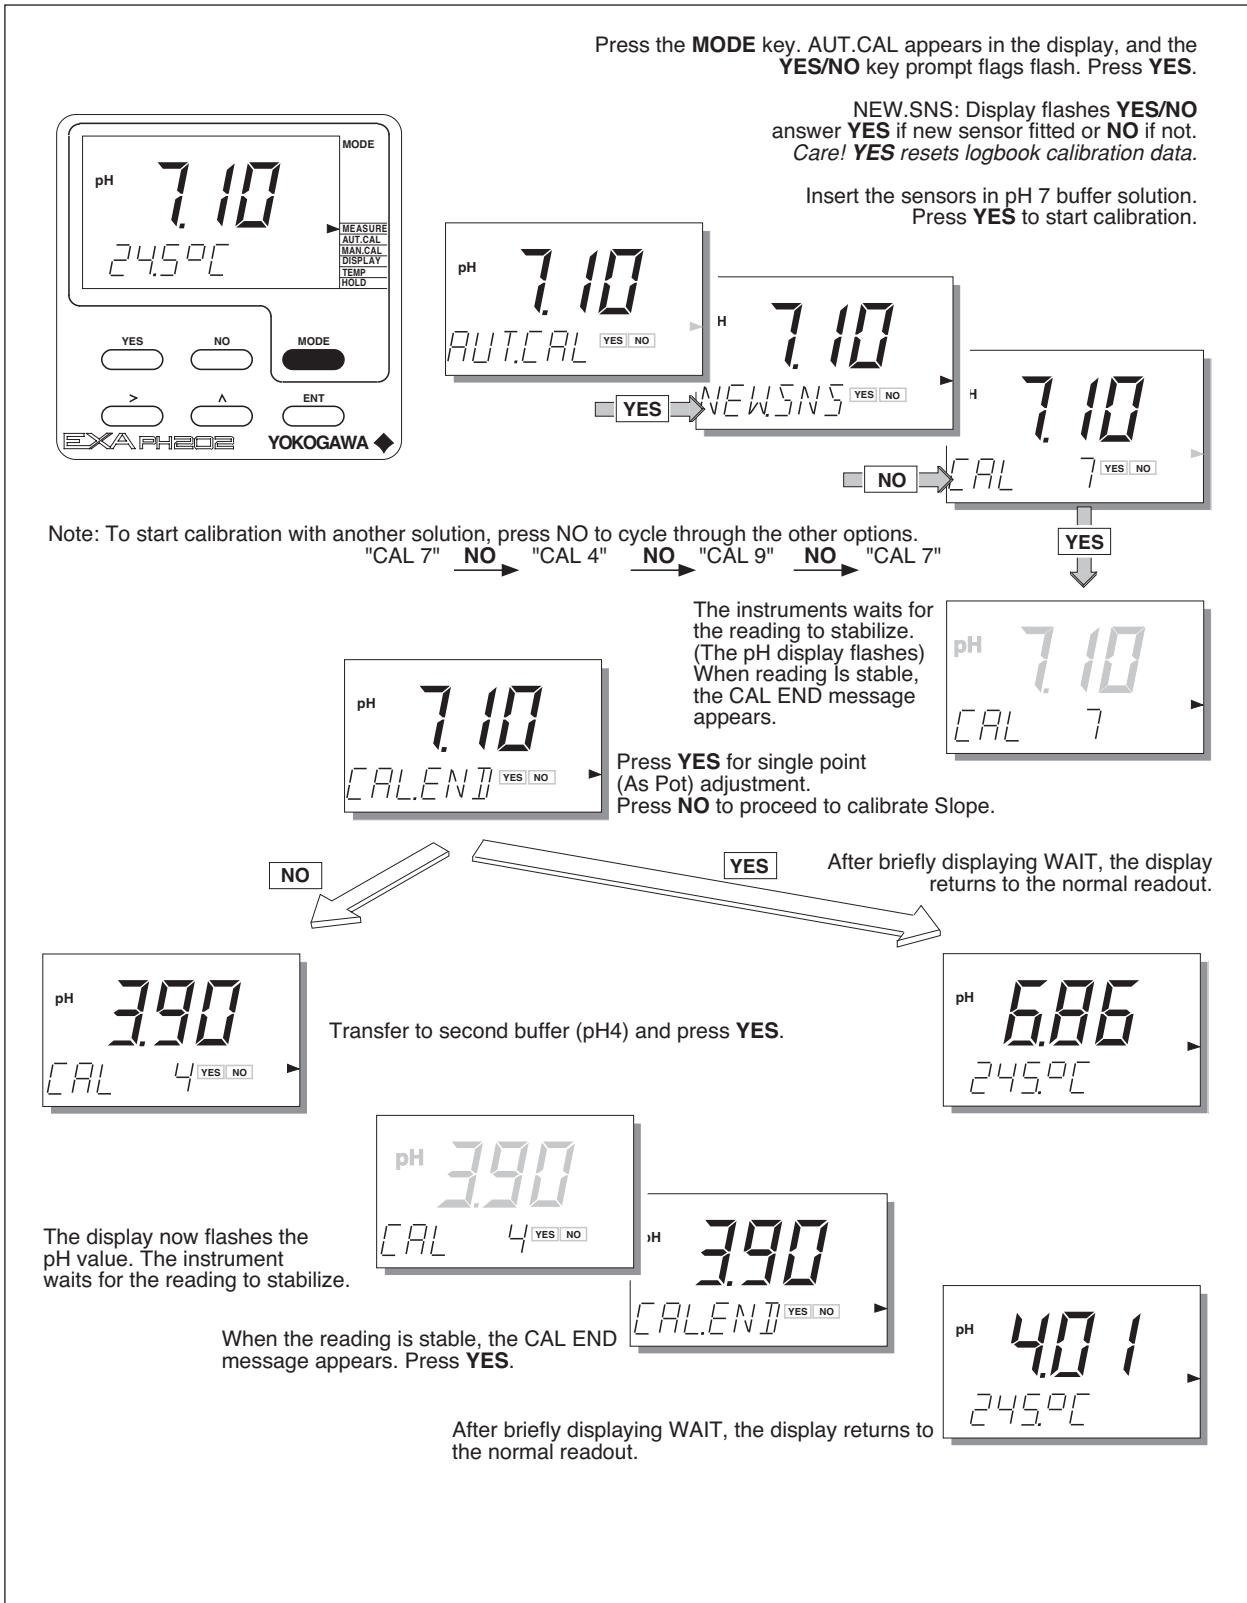 Press the MODE key. AUT.CAL appears in the display, and the
YES/NO key prompt flags flash. Press YES.
NEW.SNS: Display flashes YES/NO
answer YES if new sensor fitted or NO if not.
Care! YES resets logbook calibration data.
Insert the sensors in pH 7 buffer solution.
Press YES to start calibration.
MODE
pH 7.10
24.5°C
MEASURE
AUT.CAL
MAN.CAL
DISPLAY
TEMP
HOLD
YES NO MODE
> ^ ENT
EXA PH202 YOKOGAWA
pH 7.10
AUT.CAL YES NO
YES
H 7.10
NEW.SNS YES NO
NO
H 7.10
CAL 7 YES NO
YES
Note: To start calibration with another solution, press NO to cycle through the other options.
"CAL 7" NO "CAL 4" NO "CAL 9" NO "CAL 7"
The instruments waits for
the reading to stabilize.
(The pH display flashes)
When reading Is stable,
the CAL END message
appears.
pH 7.10
CAL 7
pH 7.10
CAL.END YES NO
Press YES for single point
(As Pot) adjustment.
Press NO to proceed to calibrate Slope.
NO
YES
After briefly displaying WAIT, the display
returns to the normal readout.
pH 3.90
CAL 4 YES NO
Transfer to second buffer (pH4) and press YES.
pH 6.86
245.°C
pH 3.90
CAL 4 YES NO
The display now flashes the
pH value. The instrument
waits for the reading to stabilize.
pH 3.90
CAL.END YES NO
When the reading is stable, the CAL END
message appears. Press YES.
pH 4.01
245.°C
After briefly displaying WAIT, the display returns to
the normal readout.